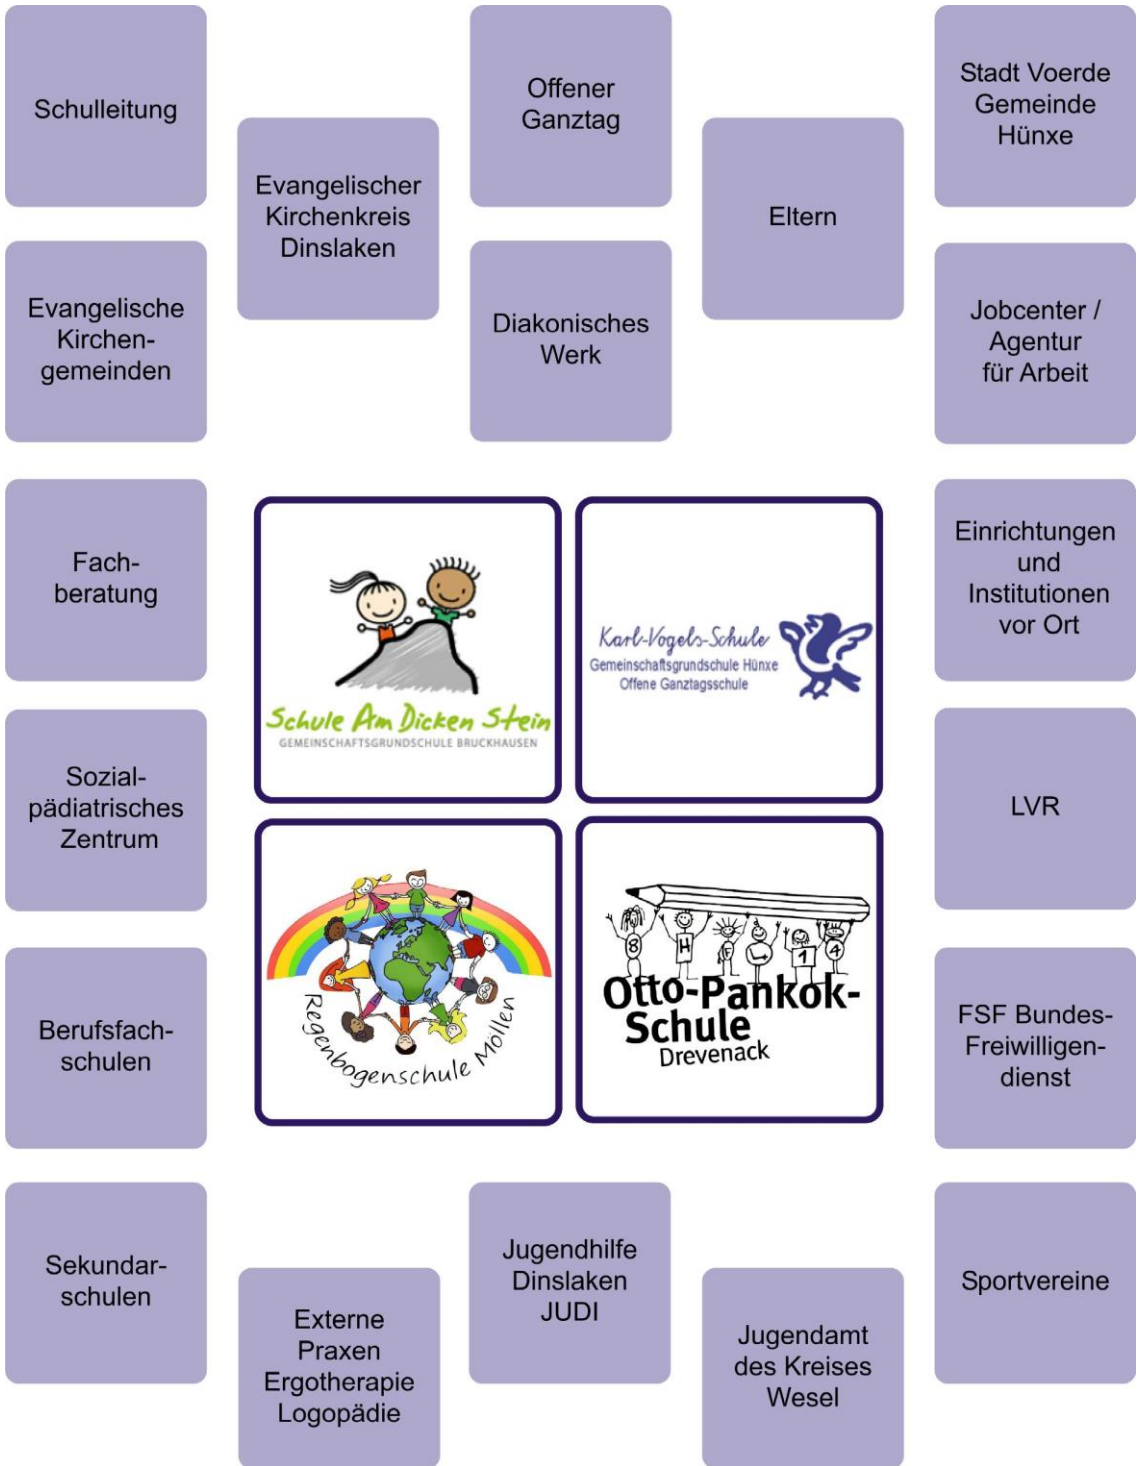 Schulleitung
Evangelischer
Kirchenkreis
Dinslaken
Offener
Ganztag
Eltern
Stadt Voerde
Gemeinde
Hünxe
Evangelische
Kirchen-
gemeinden
Diakonisches
Werk
Jobcenter /
Agentur
für Arbeit
Fach-
beratung
Schule Am Dicken Stein
GEMEINSCHAFTSGRUNDSCHULE BRUCKHAUSEN
Karl-Vogels-Schule
Gemeinschaftsgrundschule Hünxe
Offene Ganztagsschule
Einrichtungen
und
Institutionen
vor Ort
Sozial-
pädiatrisches
Zentrum
LVR
Regenbogenschule Möllen
8 H F 1 4
Otto-Pankok-
Schule
Drevenack
Berufsfach-
schulen
FSF Bundes-
Freiwilligen-
dienst
Sekundar-
schulen
Externe
Praxen
Ergotherapie
Logopädie
Jugendhilfe
Dinslaken
JUDI
Jugendamt
des Kreises
Wesel
Sportvereine